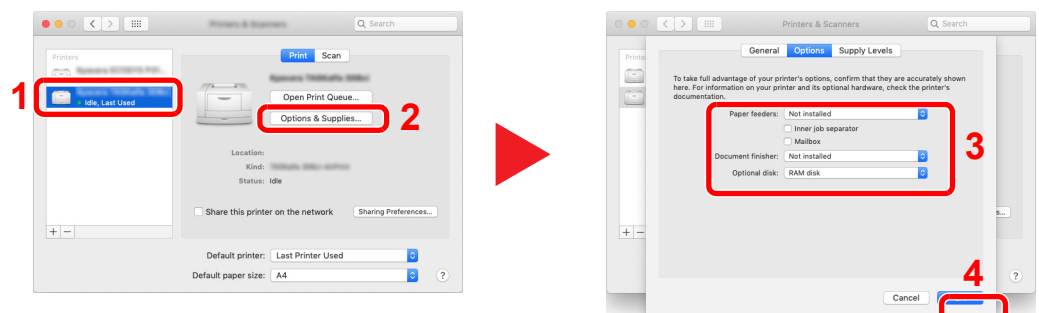 Search
Printers
Print Scan
1
Idle, Last Used
Open Print Queue...
Options & Supplies...
2
Location:
Kind:
Status: Idle
Share this printer on the network Sharing Preferences...
+ −
Default printer: Last Printer Used
Default paper size: A4
?
Printers & Scanners
Search
General Options Supply Levels
To take full advantage of your printer's options, confirm that they are accurately shown
here. For information on your printer and its optional hardware, check the printer's
documentation.
Paper feeders: Not installed
Inner job separator
Mailbox
Document finisher: Not installed
Optional disk: RAM disk
3
+ −
4
?
Cancel